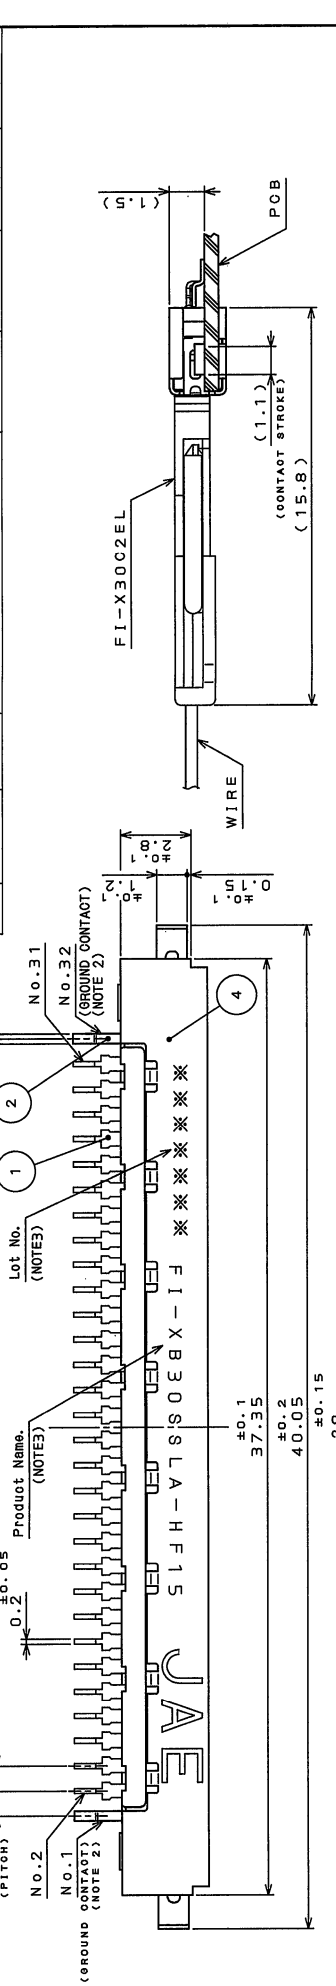 (1.5)
PCB
(1.1)
(CONTACT STROKE)
(15.8)
FI-X30C2EL
WIRE
±0.1
2.8
±0.1
1.2
±0.1
0.15
No.31
No.32
(GROUND CONTACT)
(NOTE 2)
2
1
4
Lot No.
(NOTE3)
※※※※※※※
Product Name.
(NOTE3)
FI-XB30SSLA-HF15
JAE
±0.05
0.2
(PITCH)
No.2
No.1
(GROUND CONTACT)
(NOTE 2)
±0.1
37.35
±0.2
40.05
±0.15